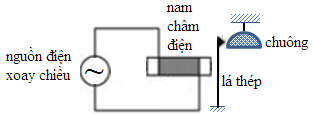 nam
châm
điện
chuông
nguồn điện
xoay chiều
lá thép